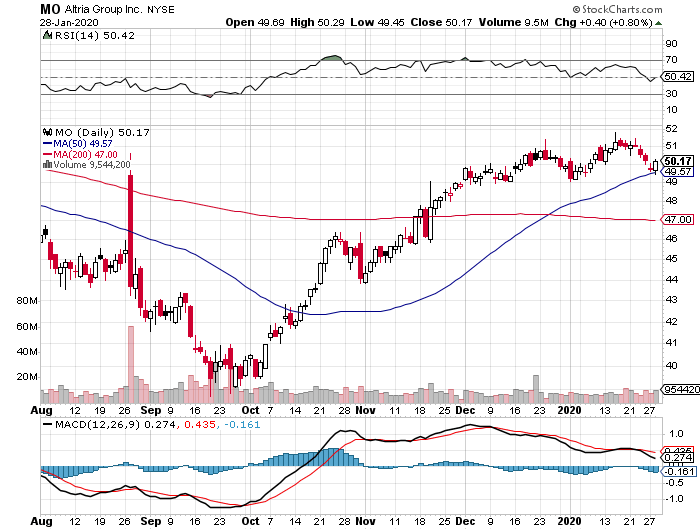 MO Altria Group Inc. NYSE © StockCharts.com
28-Jan-2020 Open 49.69 High 50.29 Low 49.45 Close 50.17 Volume 9.5M Chg +0.40 (+0.80%)
RSI(14) 50.42
90
70
50.42
30
10
MO (Daily) 50.17
MA(50) 49.57
MA(200) 47.00
Volume 9,544,200
51
50.17
49.57
49
48
47.00
46
45
44
80M 43
60M 42
41
40M
40
20M
954420
Aug 12 19 26 Sep 9 16 23 Oct 7 14 21 28 Nov 11 18 25 Dec 9 16 23 2020 13 21 27
MACD(12,26,9) 0.274, 0.435, -0.161
1.0
0.435
0.274
0.0
-0.161
-0.5
-1.0
Aug 12 19 26 Sep 9 16 23 Oct 7 14 21 28 Nov 11 18 25 Dec 9 16 23 2020 13 21 27